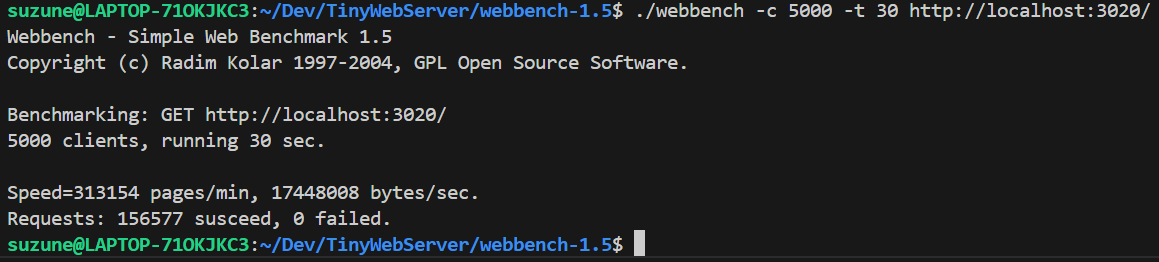 suzune@LAPTOP-71OKJKC3:~/Dev/TinyWebServer/webbench-1.5$ ./webbench -c 5000 -t 30 http://localhost:3020/
Webbench - Simple Web Benchmark 1.5
Copyright (c) Radim Kolar 1997-2004, GPL Open Source Software.

Benchmarking: GET http://localhost:3020/
5000 clients, running 30 sec.

Speed=313154 pages/min, 17448008 bytes/sec.
Requests: 156577 susceed, 0 failed.
suzune@LAPTOP-71OKJKC3:~/Dev/TinyWebServer/webbench-1.5$